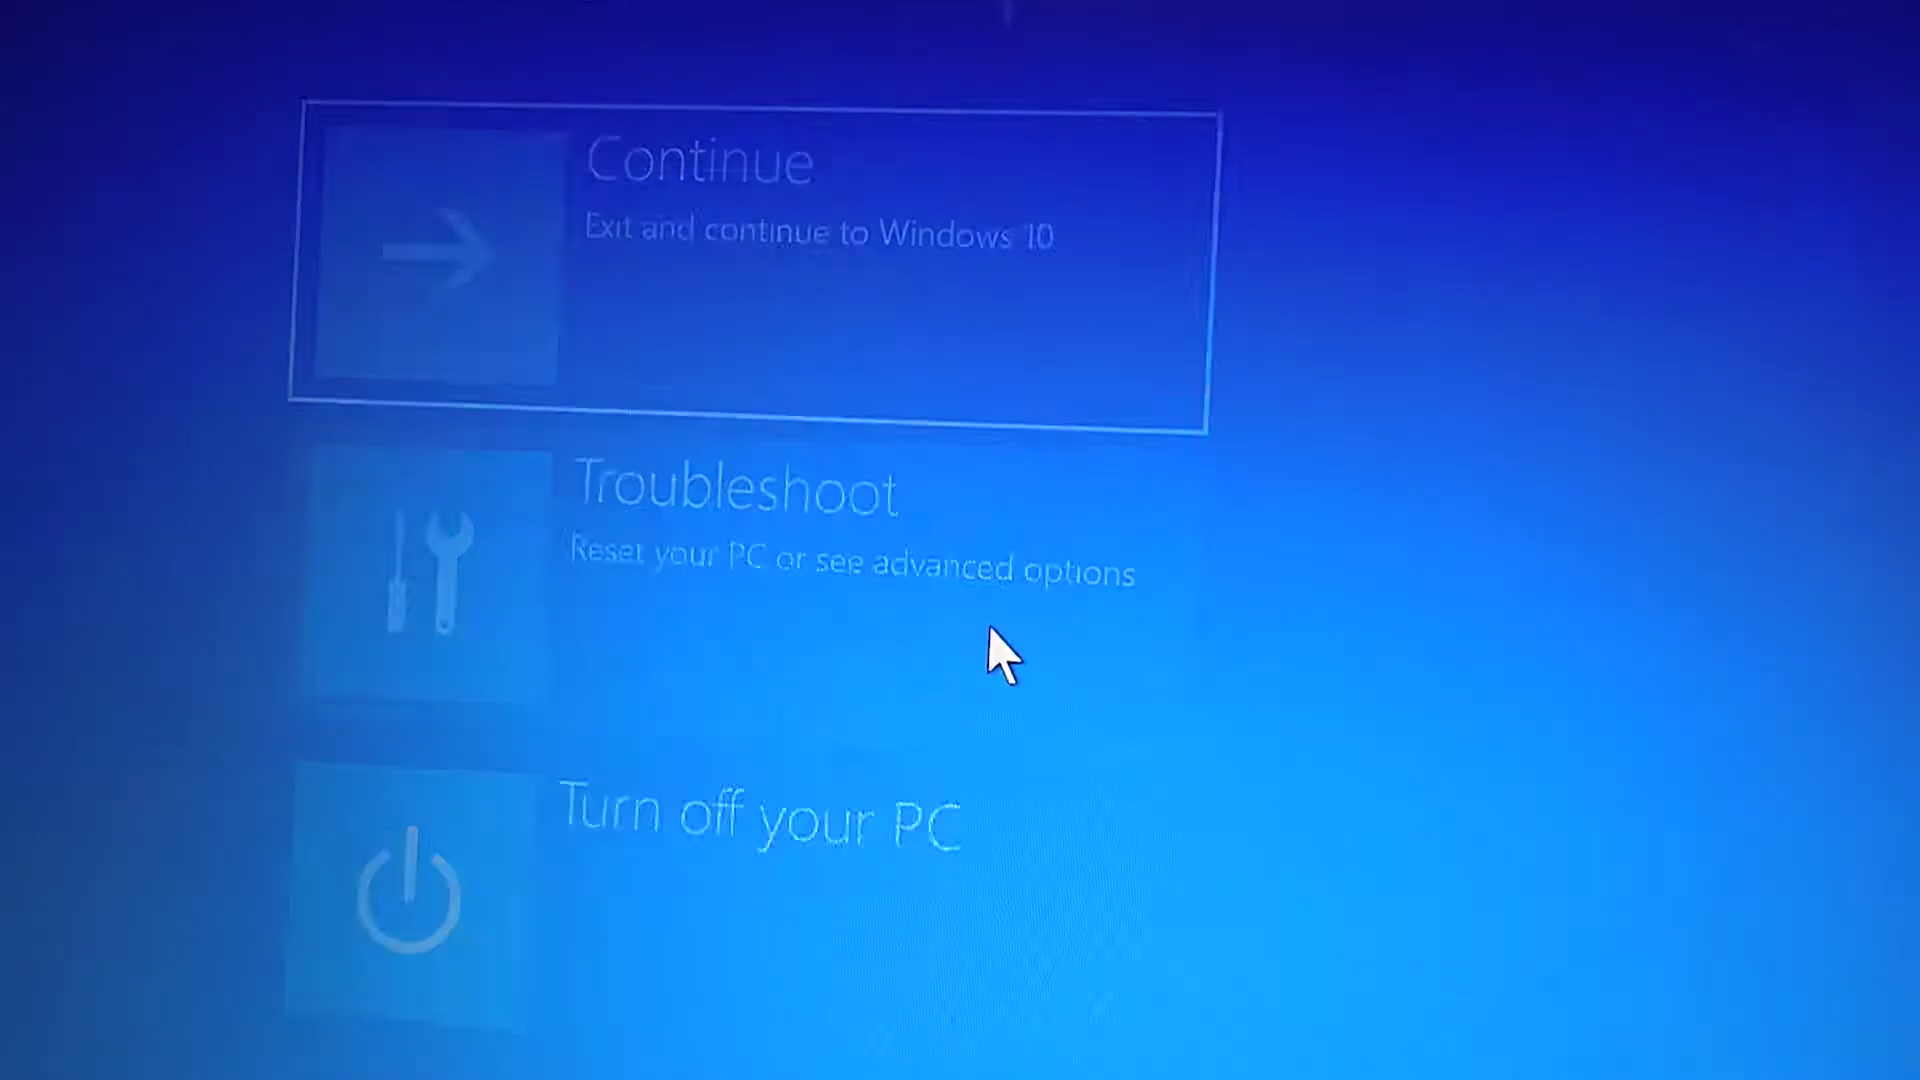 Continue
Exit and continue to Windows 10
Troubleshoot
Reset your PC or see advanced options
Turn off your PC